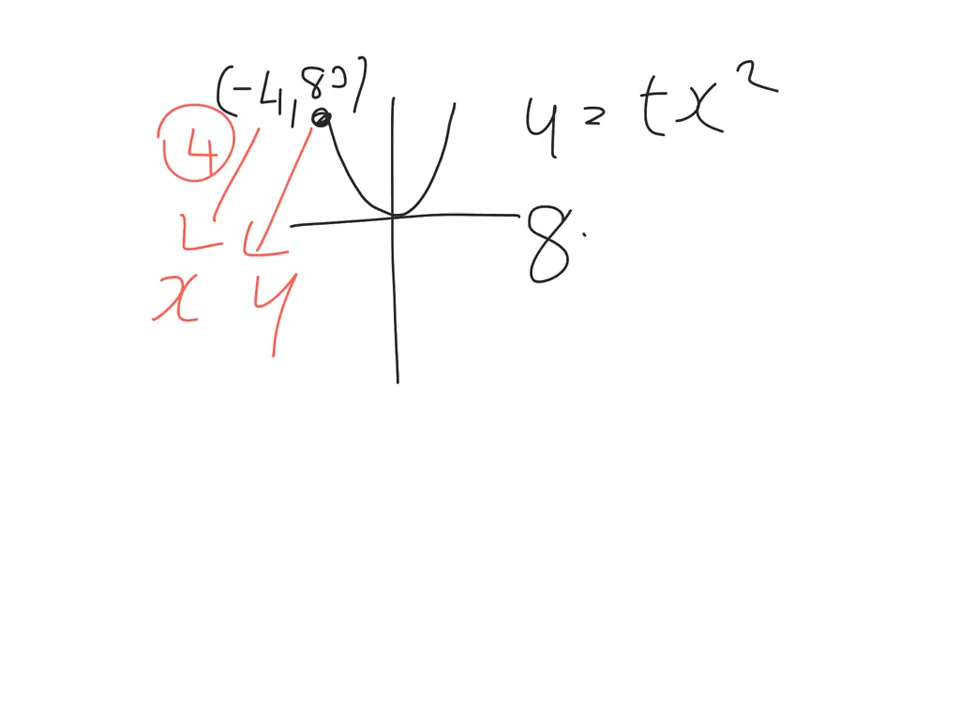 (-4,80)
y = tx²
4
8
x y